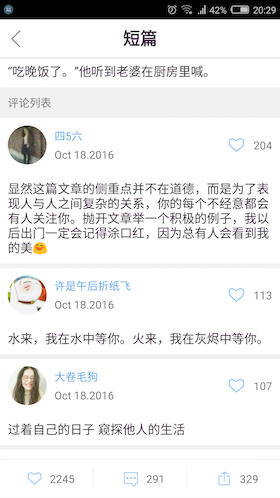 42% 20:29
短篇
“吃晚饭了。”他听到老婆在厨房里喊。
评论列表
四5六
Oct 18.2016
204
显然这篇文章的侧重点并不在道德，而是为了表
现人与人之间复杂的关系，你的每个不经意都会
有人关注你。抛开文章举一个积极的例子，我以
后出门一定会记得涂口红，因为总有人会看到我
的美😋
许是午后折纸飞
Oct 18.2016
113
水来，我在水中等你。火来，我在灰烬中等你。
大卷毛狗
Oct 18.2016
107
过着自己的日子 窥探他人的生活
2245 291 329